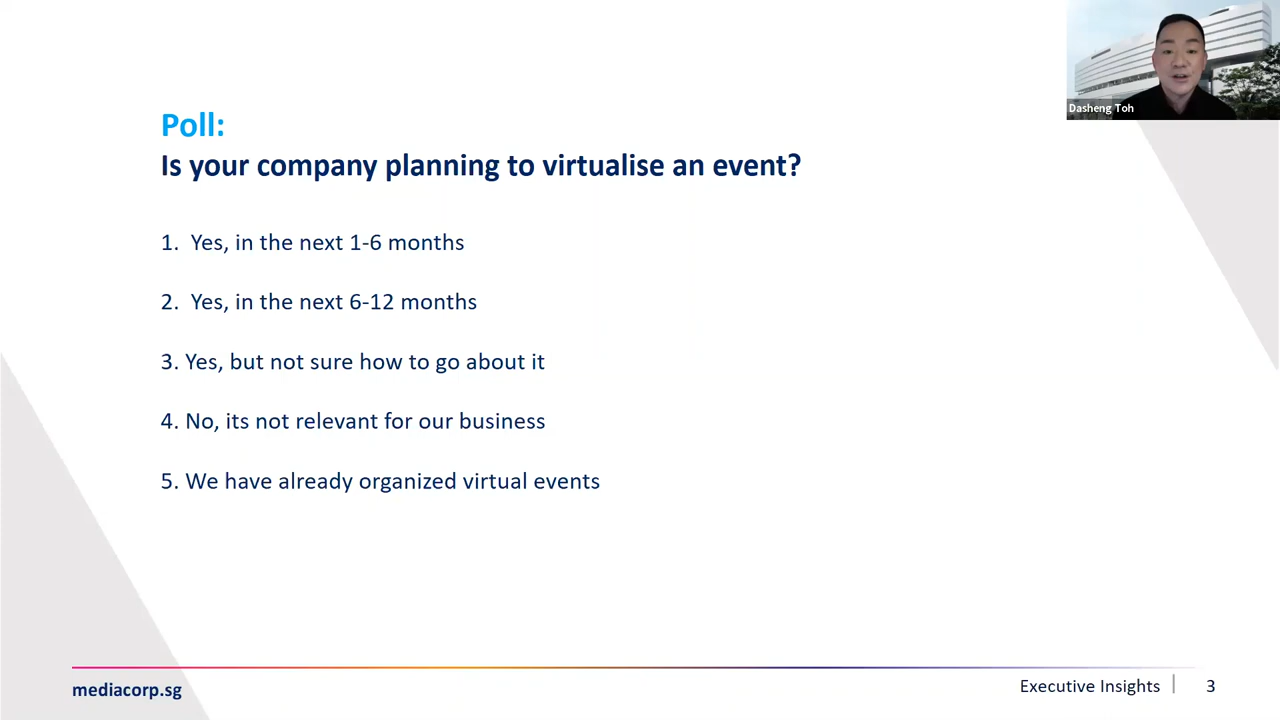 Dasheng Toh
Poll:
Is your company planning to virtualise an event?
1. Yes, in the next 1-6 months
2. Yes, in the next 6-12 months
3. Yes, but not sure how to go about it
4. No, its not relevant for our business
5. We have already organized virtual events
mediacorp.sg
Executive Insights
3